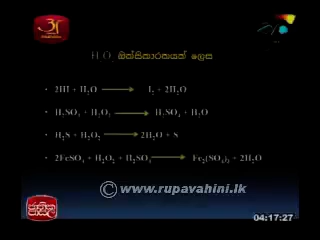 H₂O₂ ඔක්සිකාරකයක් ලෙස
• 2HI + H₂O → I₂ + 2H₂O
• H₂SO₃ + H₂O₂ → H₂SO₄ + H₂O
• H₂S + H₂O₂ → 2H₂O + S
• 2FeSO₄ + H₂O₂ + H₂SO₄ → Fe₂(SO₄)₃ + 2H₂O
© www.rupavahini.lk
04:17:27